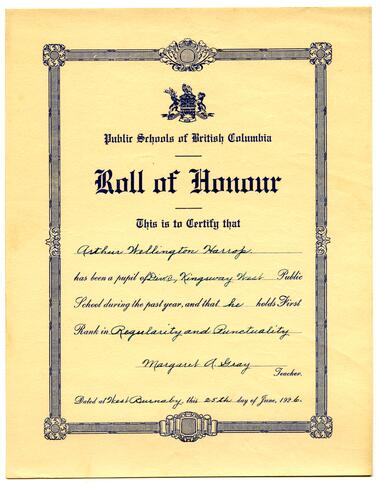 Public Schools of British Columbia
Roll of Honour
This is to Certify that
Arthur Wellington Harrop
has been a pupil of Div 2, Kingsway West Public
School during the past year, and that he holds First
Rank in Regularity and Punctuality
Margaret A. Gray
Teacher.
Dated at West Burnaby this 25th day of June, 1926.